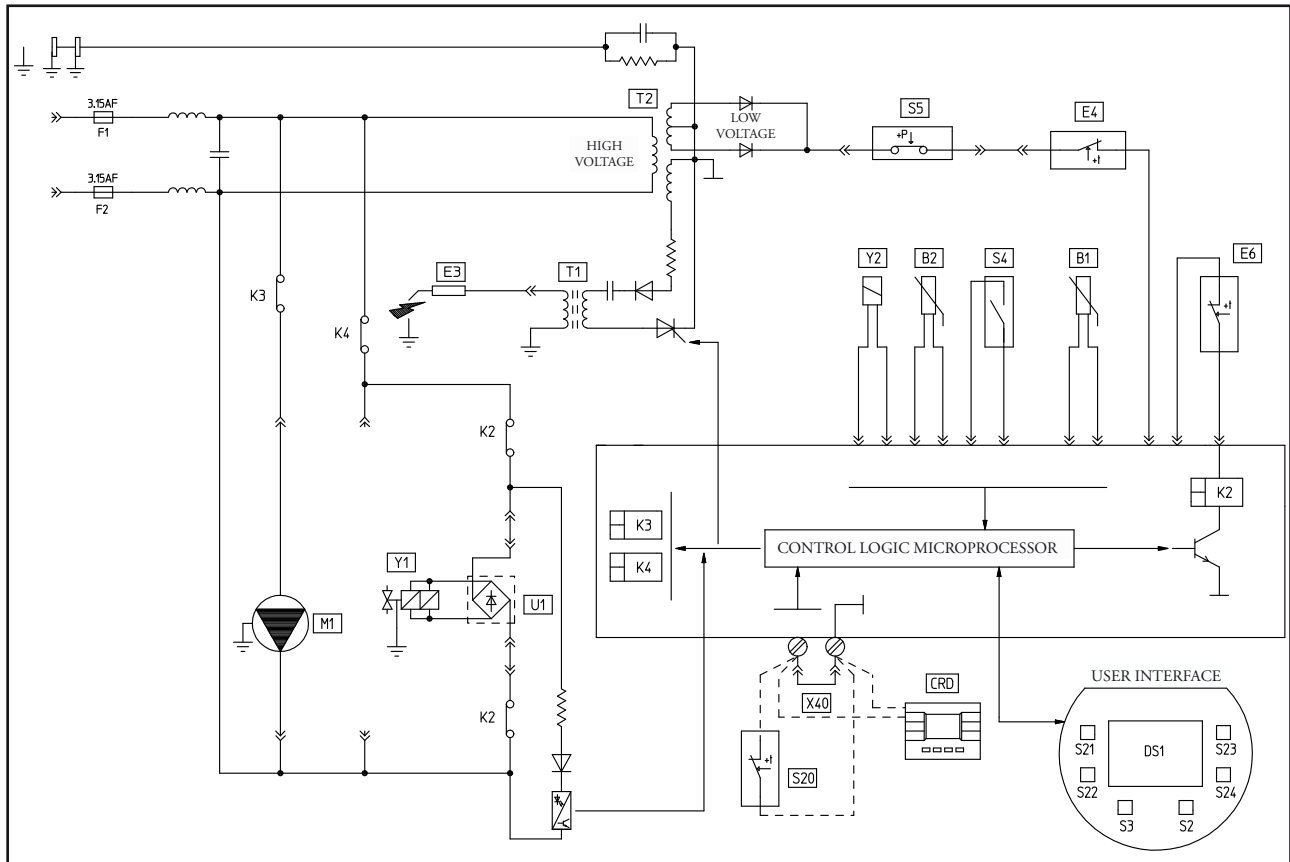 3.15AF
F1
3.15AF
F2
T2
HIGH
VOLTAGE
LOW
VOLTAGE
S5
+P
E4
+t
K3
K4
E3
T1
Y2
B2
S4
B1
E6
+t
K2
Y1
U1
M1
K2
K3
K4
CONTROL LOGIC MICROPROCESSOR
K2
X40
CRD
S20
+t
USER INTERFACE
S21
DS1
S23
S22
S24
S3
S2